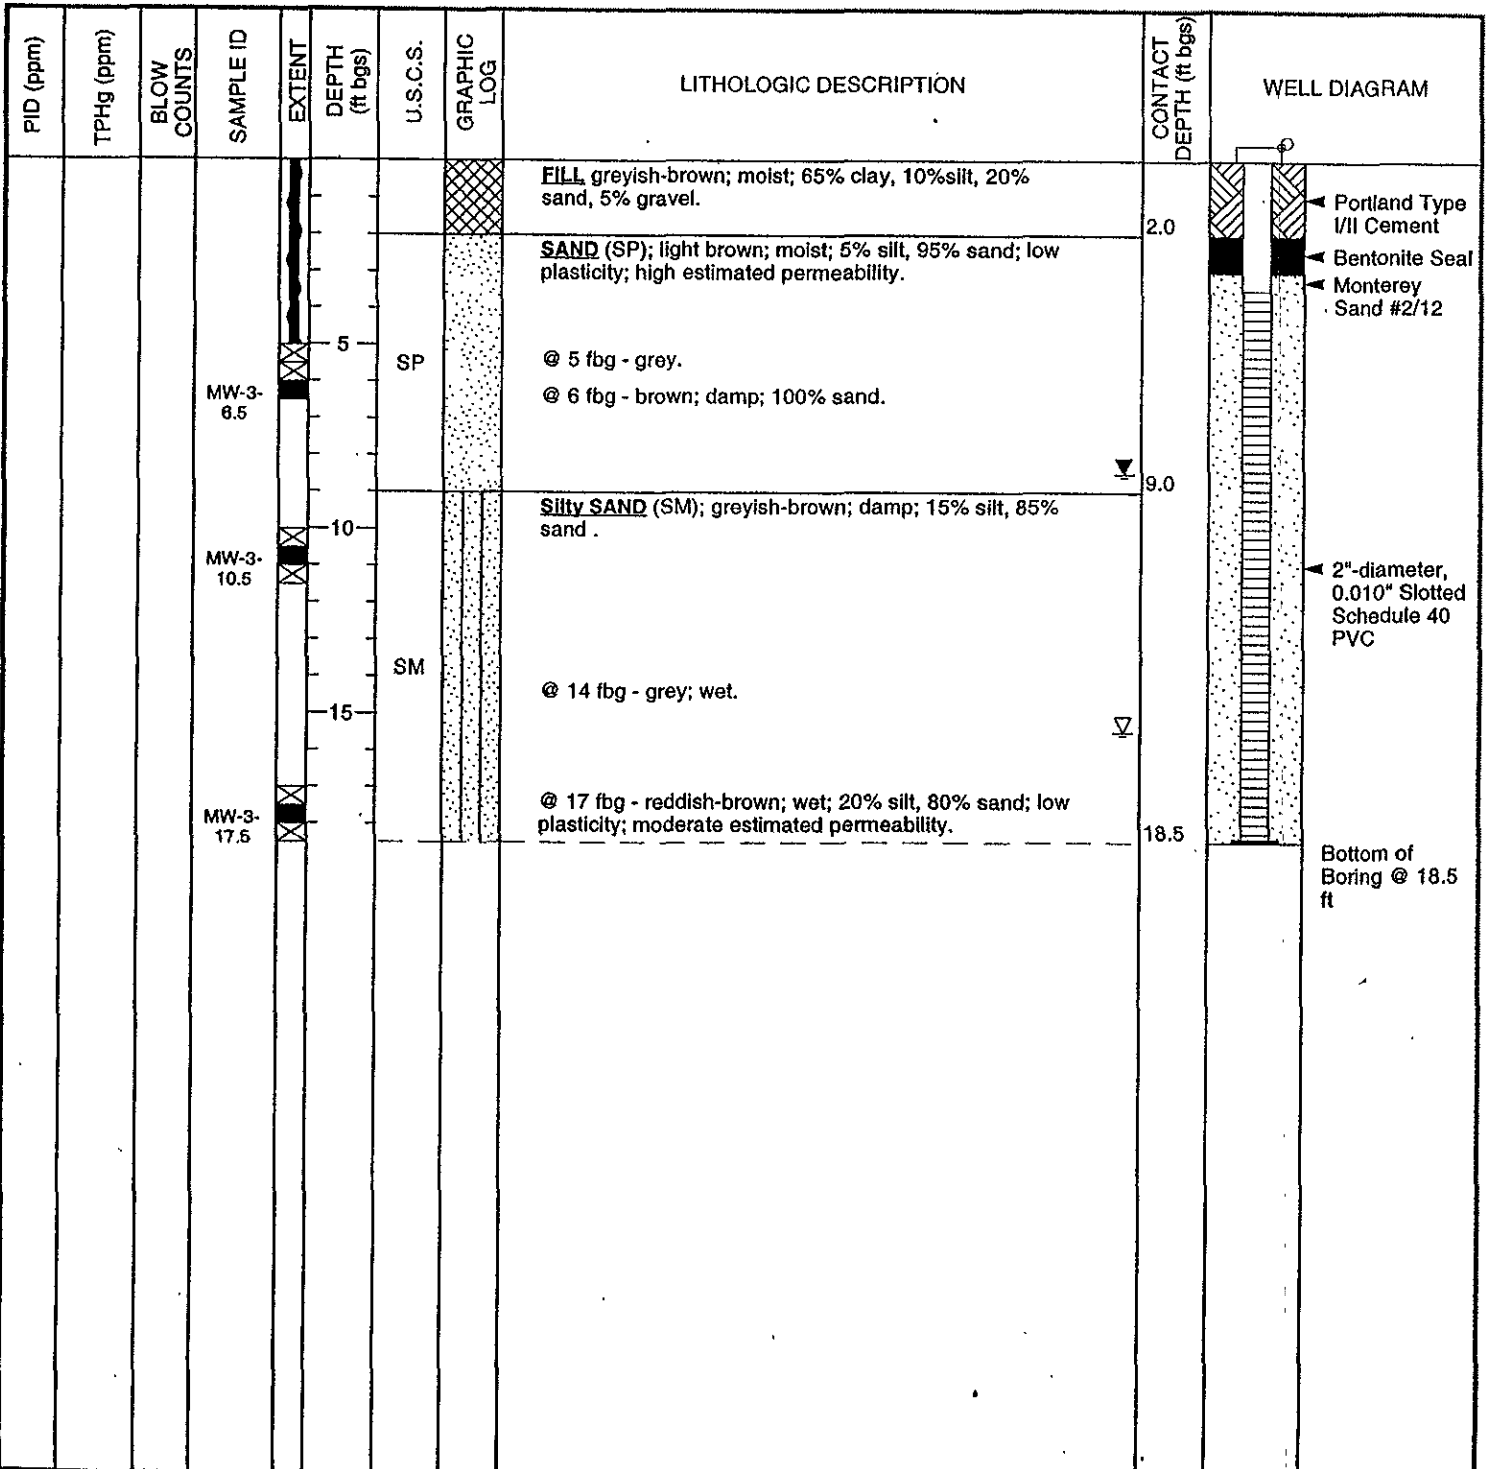 PID (ppm)
TPHg (ppm)
BLOW
COUNTS
SAMPLE ID
EXTENT
DEPTH
(ft bgs)
U.S.C.S.
GRAPHIC
LOG
LITHOLOGIC DESCRIPTION
CONTACT
DEPTH (ft bgs)
WELL DIAGRAM
FILL greyish-brown; moist; 65% clay, 10%silt, 20%
sand, 5% gravel.
2.0
Portland Type
I/II Cement
SAND (SP); light brown; moist; 5% silt, 95% sand; low
plasticity; high estimated permeability.
Bentonite Seal
Monterey
Sand #2/12
5
SP
@ 5 fbg - grey.
@ 6 fbg - brown; damp; 100% sand.
MW-3-
6.5
9.0
Silty SAND (SM); greyish-brown; damp; 15% silt, 85%
sand .
10
MW-3-
10.5
2"-diameter,
0.010" Slotted
Schedule 40
PVC
SM
@ 14 fbg - grey; wet.
15
@ 17 fbg - reddish-brown; wet; 20% silt, 80% sand; low
plasticity; moderate estimated permeability.
MW-3-
17.5
18.5
Bottom of
Boring @ 18.5
ft